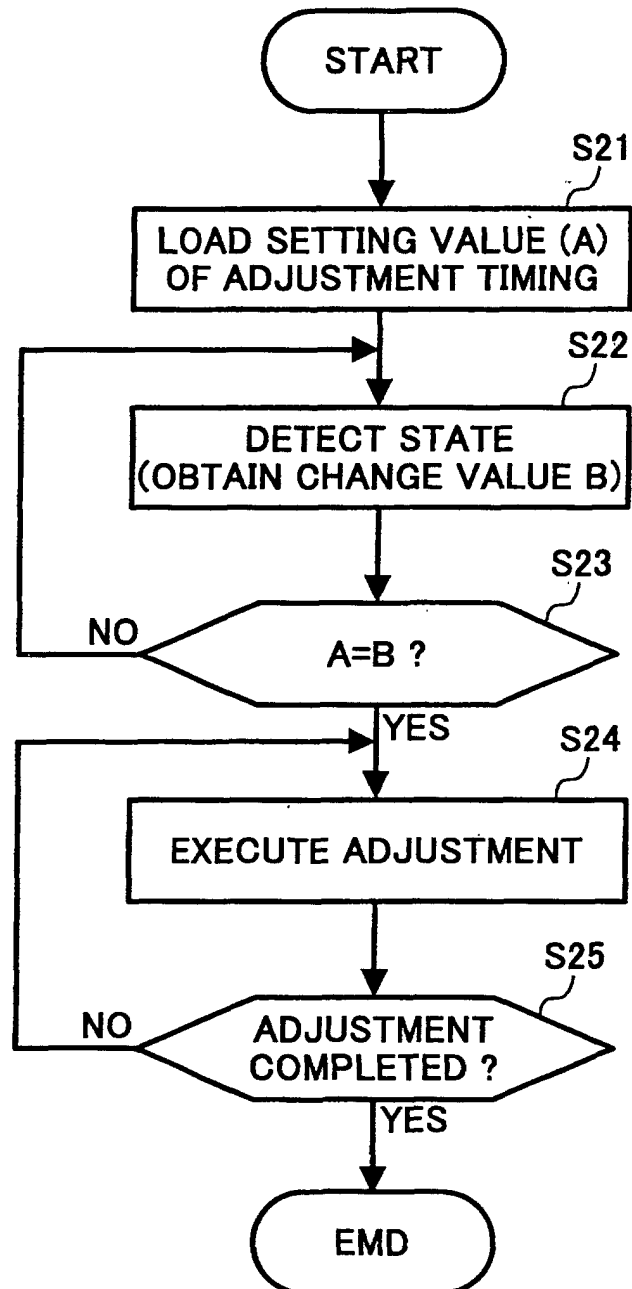 START
S21
LOAD SETTING VALUE (A)
OF ADJUSTMENT TIMING
S22
DETECT STATE
(OBTAIN CHANGE VALUE B)
S23
NO
A=B ?
YES
S24
EXECUTE ADJUSTMENT
S25
NO
ADJUSTMENT
COMPLETED ?
YES
EMD